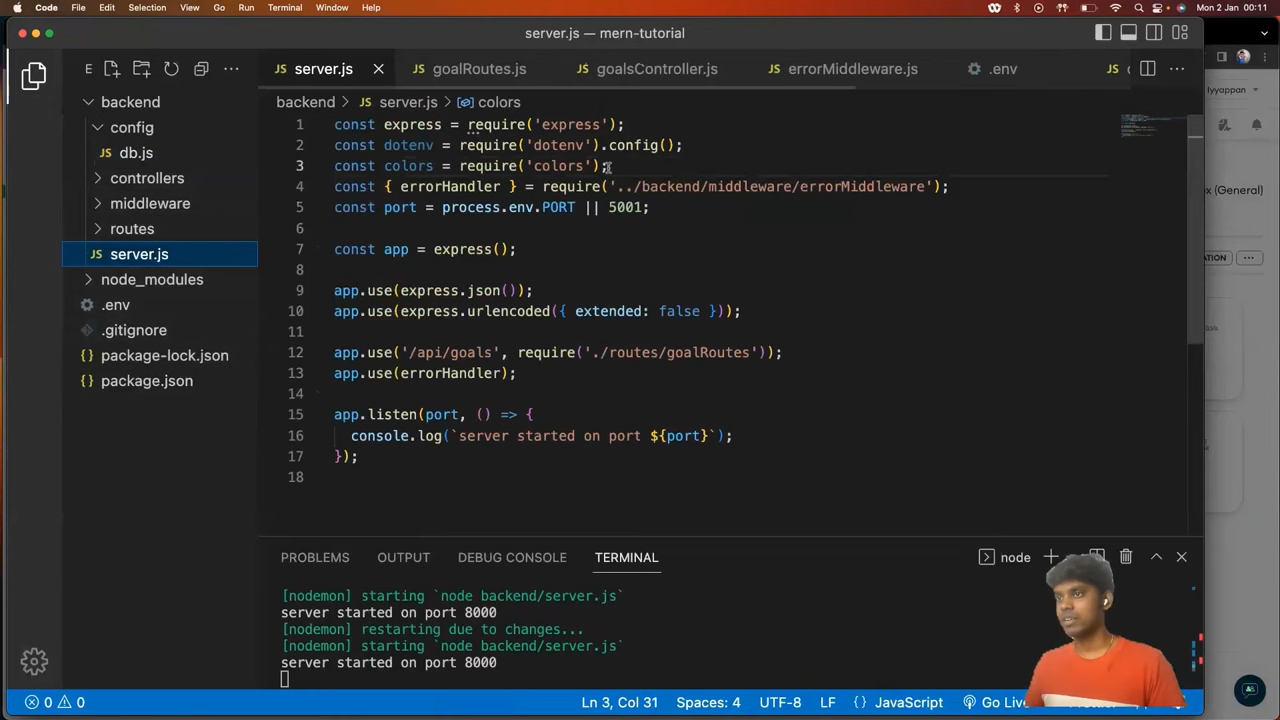 Code File Edit Selection View Go Run Terminal Window Help Mon 2 Jan 00:11
server.js — mern-tutorial
E
server.js goalRoutes.js goalsController.js errorMiddleware.js .env
backend > server.js > colors
backend
config
db.js
controllers
middleware
routes
server.js
node_modules
.env
.gitignore
package-lock.json
package.json
1 const express = require('express');
2 const dotenv = require('dotenv').config();
3 const colors = require('colors');
4 const { errorHandler } = require('../backend/middleware/errorMiddleware');
5 const port = process.env.PORT || 5001;
6
7 const app = express();
8
9 app.use(express.json());
10 app.use(express.urlencoded({ extended: false }));
11
12 app.use('/api/goals', require('./routes/goalRoutes'));
13 app.use(errorHandler);
14
15 app.listen(port, () => {
16 console.log(`server started on port ${port}`);
17 });
18
PROBLEMS OUTPUT DEBUG CONSOLE TERMINAL node
[nodemon] starting `node backend/server.js`
server started on port 8000
[nodemon] restarting due to changes...
[nodemon] starting `node backend/server.js`
server started on port 8000
0 0 Ln 3, Col 31 Spaces: 4 UTF-8 LF {} JavaScript Go Live
Iyyappan
(General)